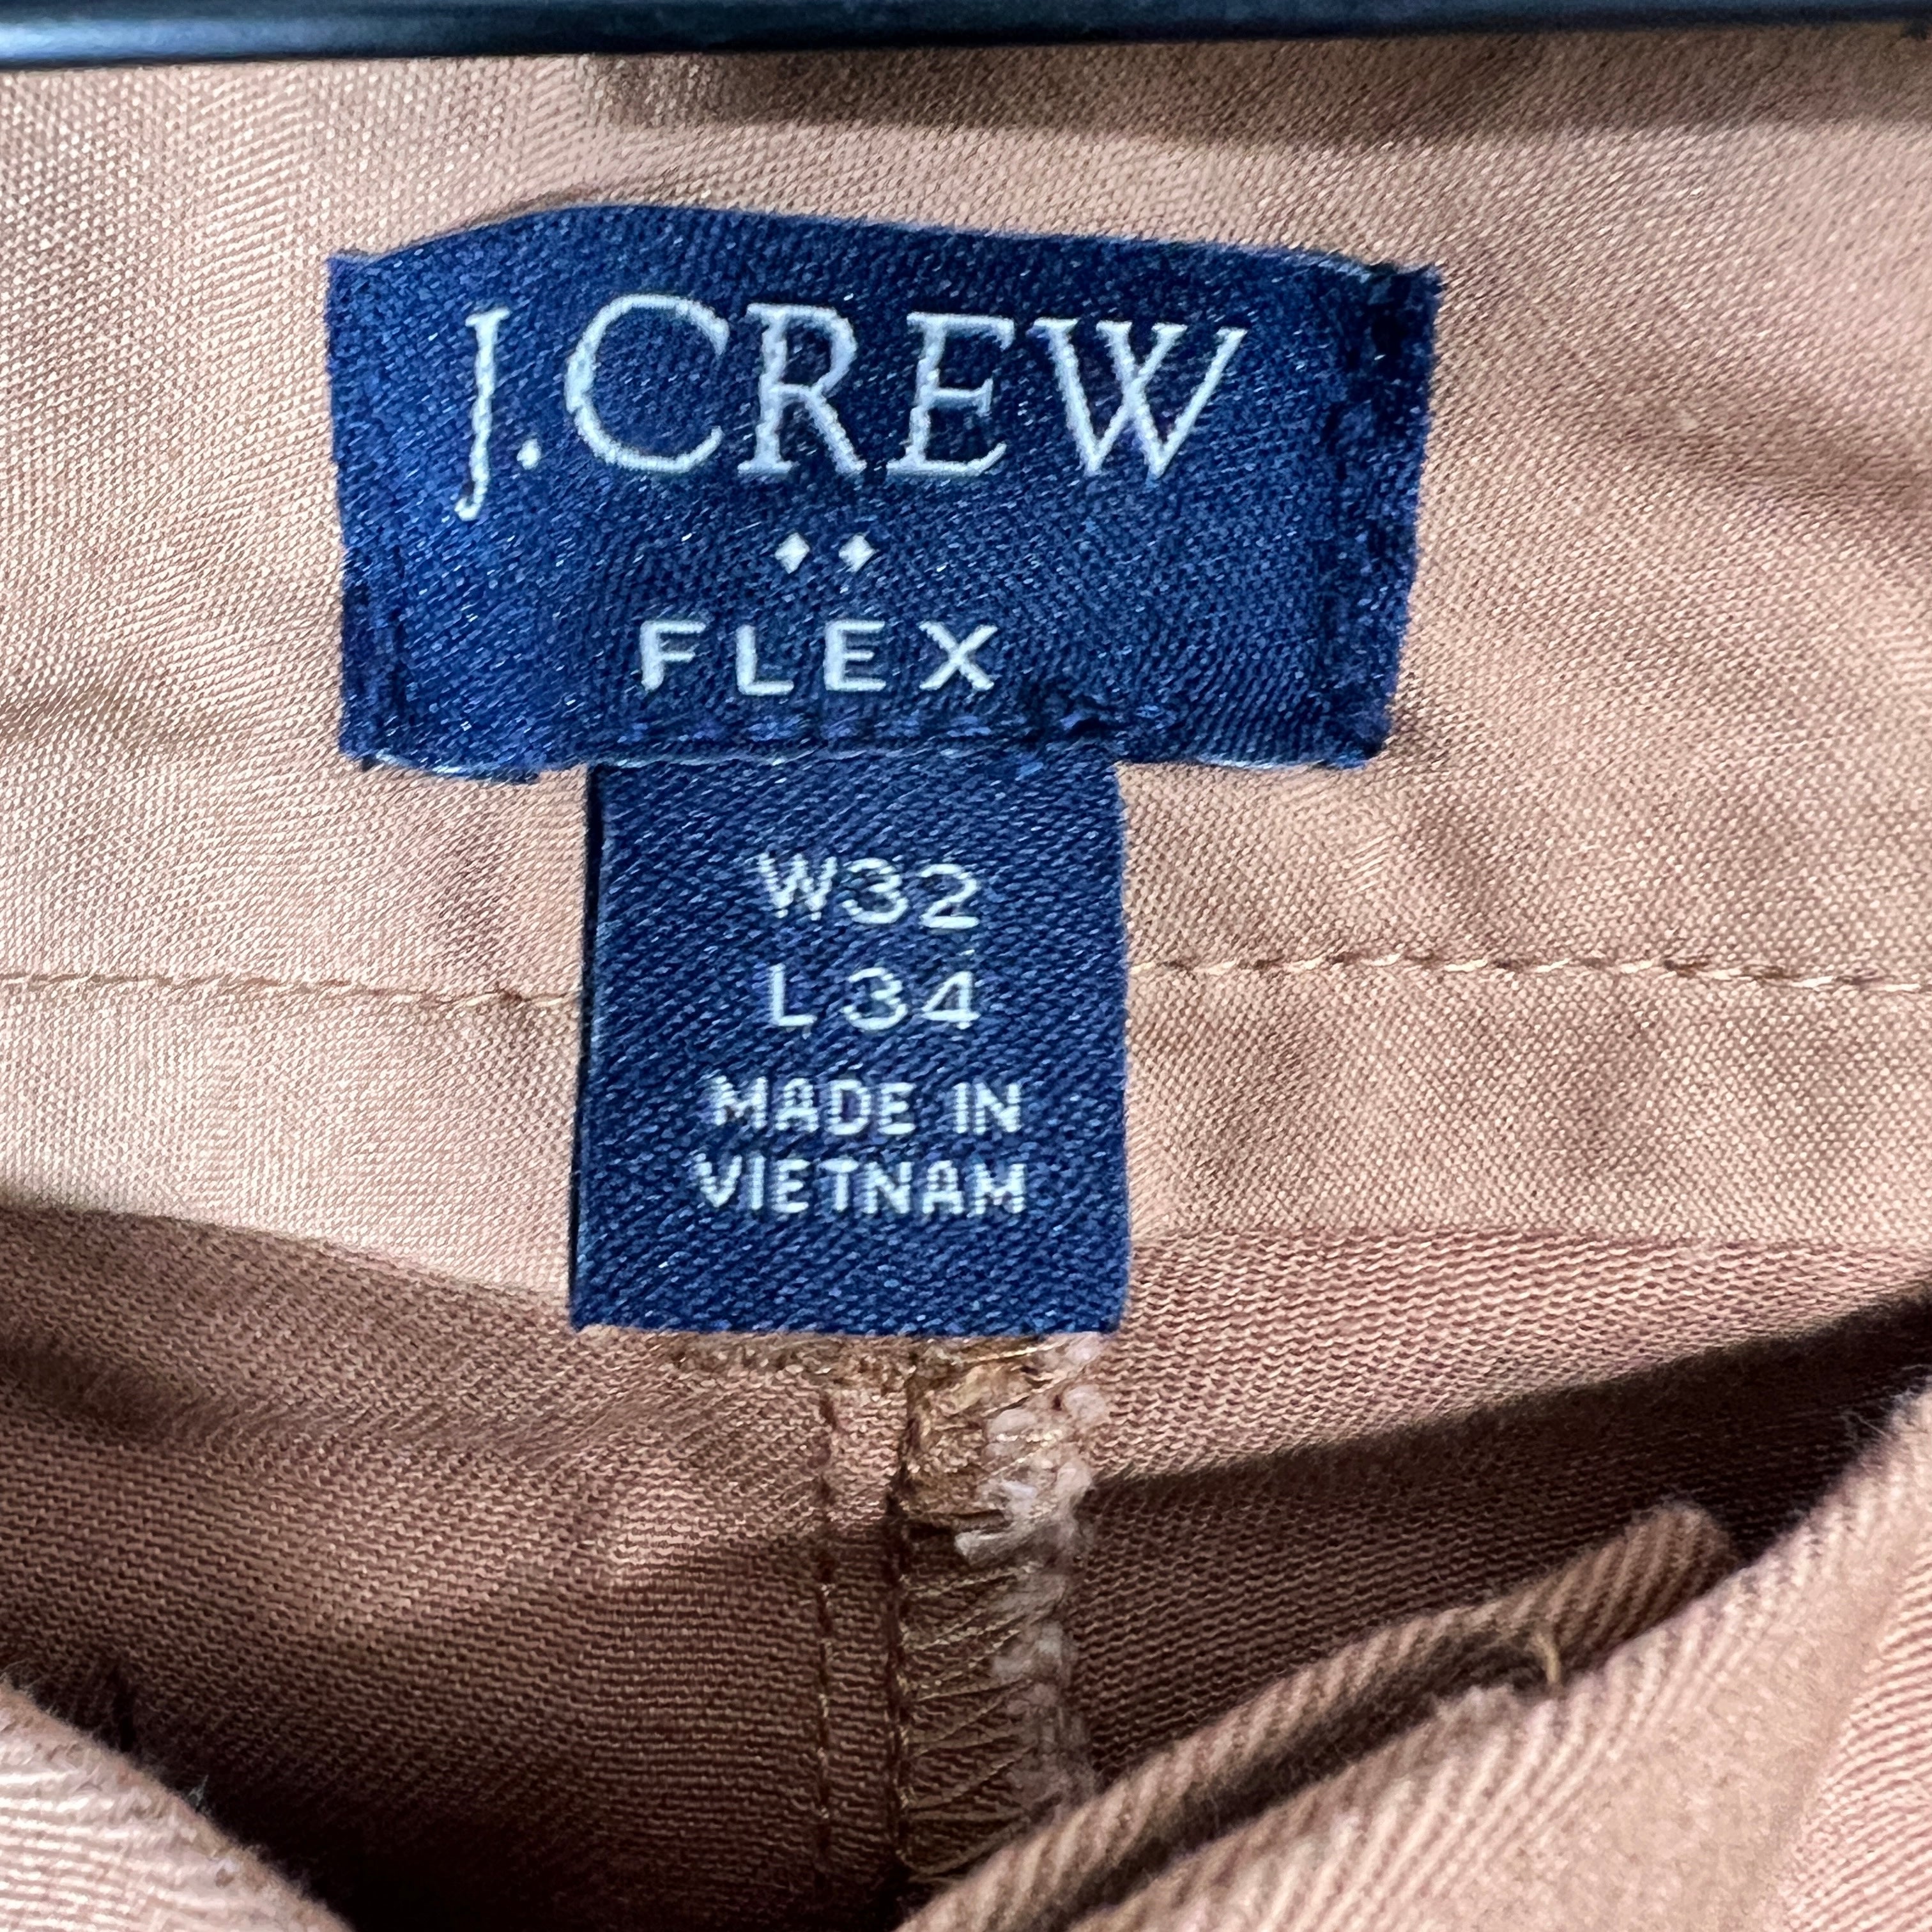 J.CREW
FLEX
W32
L34
MADE IN
VIETNAM